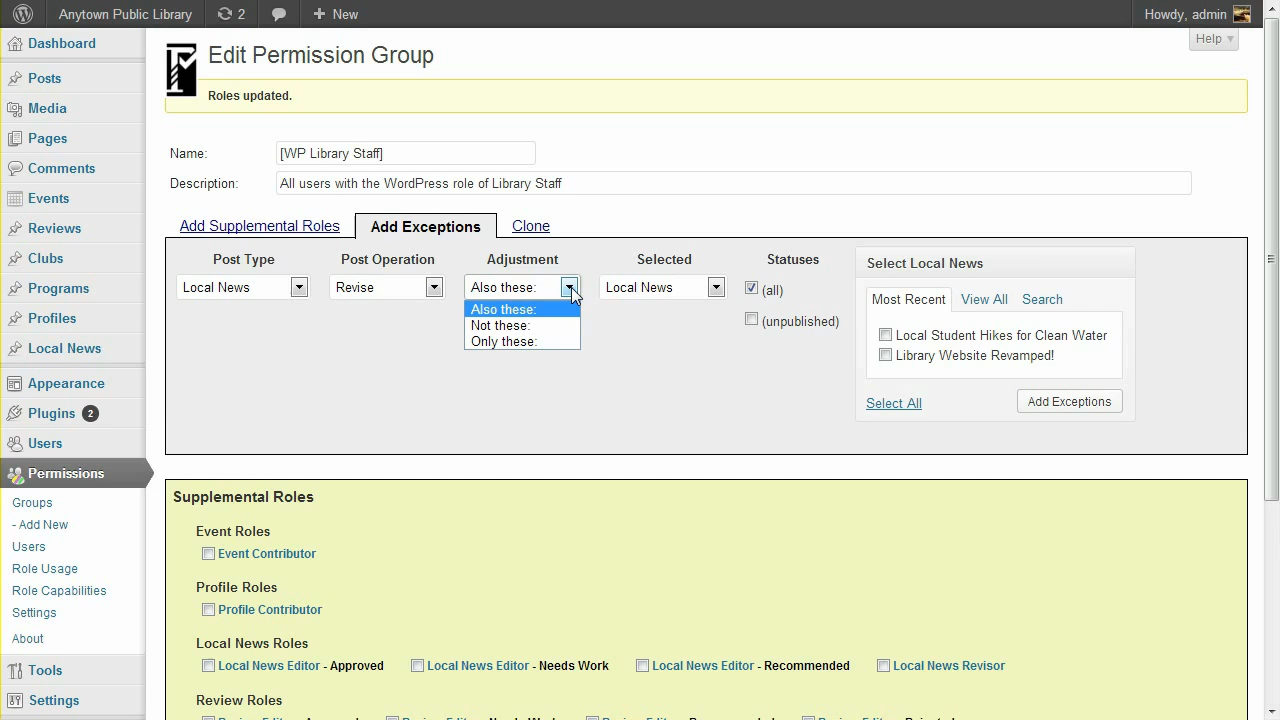 Anytown Public Library 2 New Howdy, admin
Help
Dashboard
Posts
Media
Pages
Comments
Events
Reviews
Clubs
Programs
Profiles
Local News
Appearance
Plugins 2
Users
Permissions
Groups
- Add New
Users
Role Usage
Role Capabilities
Settings
About
Tools
Settings
Edit Permission Group
Roles updated.
Name: [WP Library Staff]
Description: All users with the WordPress role of Library Staff
Add Supplemental Roles Add Exceptions Clone
Post Type Post Operation Adjustment Selected Statuses
Local News Revise Also these: Local News (all)
Also these:
Not these:
Only these:
(unpublished)
Select Local News
Most Recent View All Search
Local Student Hikes for Clean Water
Library Website Revamped!
Select All Add Exceptions
Supplemental Roles
Event Roles
Event Contributor
Profile Roles
Profile Contributor
Local News Roles
Local News Editor - Approved Local News Editor - Needs Work Local News Editor - Recommended Local News Revisor
Review Roles